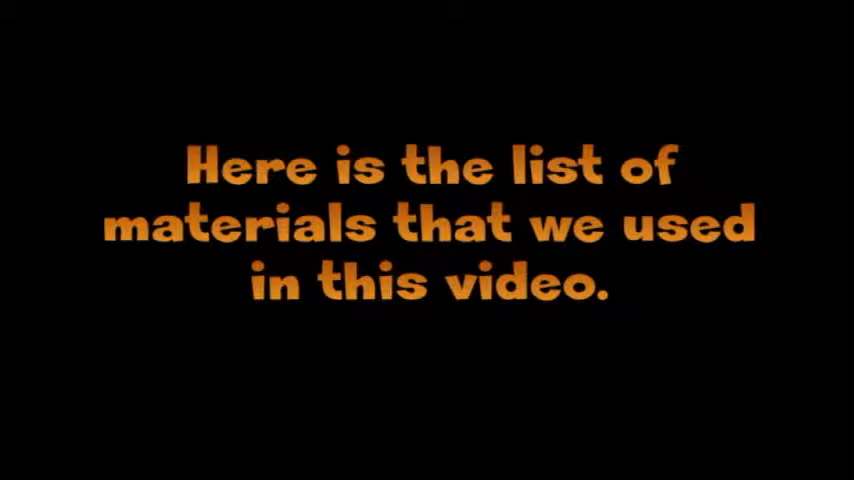 Here is the list of
materials that we used
in this video.